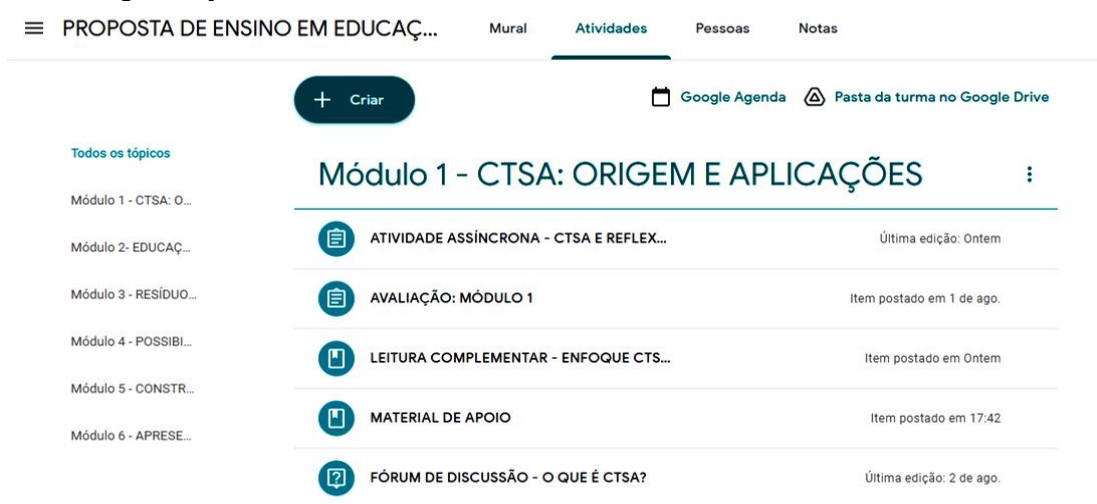 PROPOSTA DE ENSINO EM EDUCAÇ... Mural Atividades Pessoas Notas
Criar Google Agenda Pasta da turma no Google Drive
Todos os tópicos
Módulo 1 - CTSA: O...
Módulo 2- EDUCAÇ...
Módulo 3 - RESÍDUO...
Módulo 4 - POSSIBI...
Módulo 5 - CONSTR...
Módulo 6 - APRESE...
Módulo 1 - CTSA: ORIGEM E APLICAÇÕES
ATIVIDADE ASSÍNCRONA - CTSA E REFLEX... Última edição: Ontem
AVALIAÇÃO: MÓDULO 1 Item postado em 1 de ago.
LEITURA COMPLEMENTAR - ENFOQUE CTS... Item postado em Ontem
MATERIAL DE APOIO Item postado em 17:42
FÓRUM DE DISCUSSÃO - O QUE É CTSA? Última edição: 2 de ago.